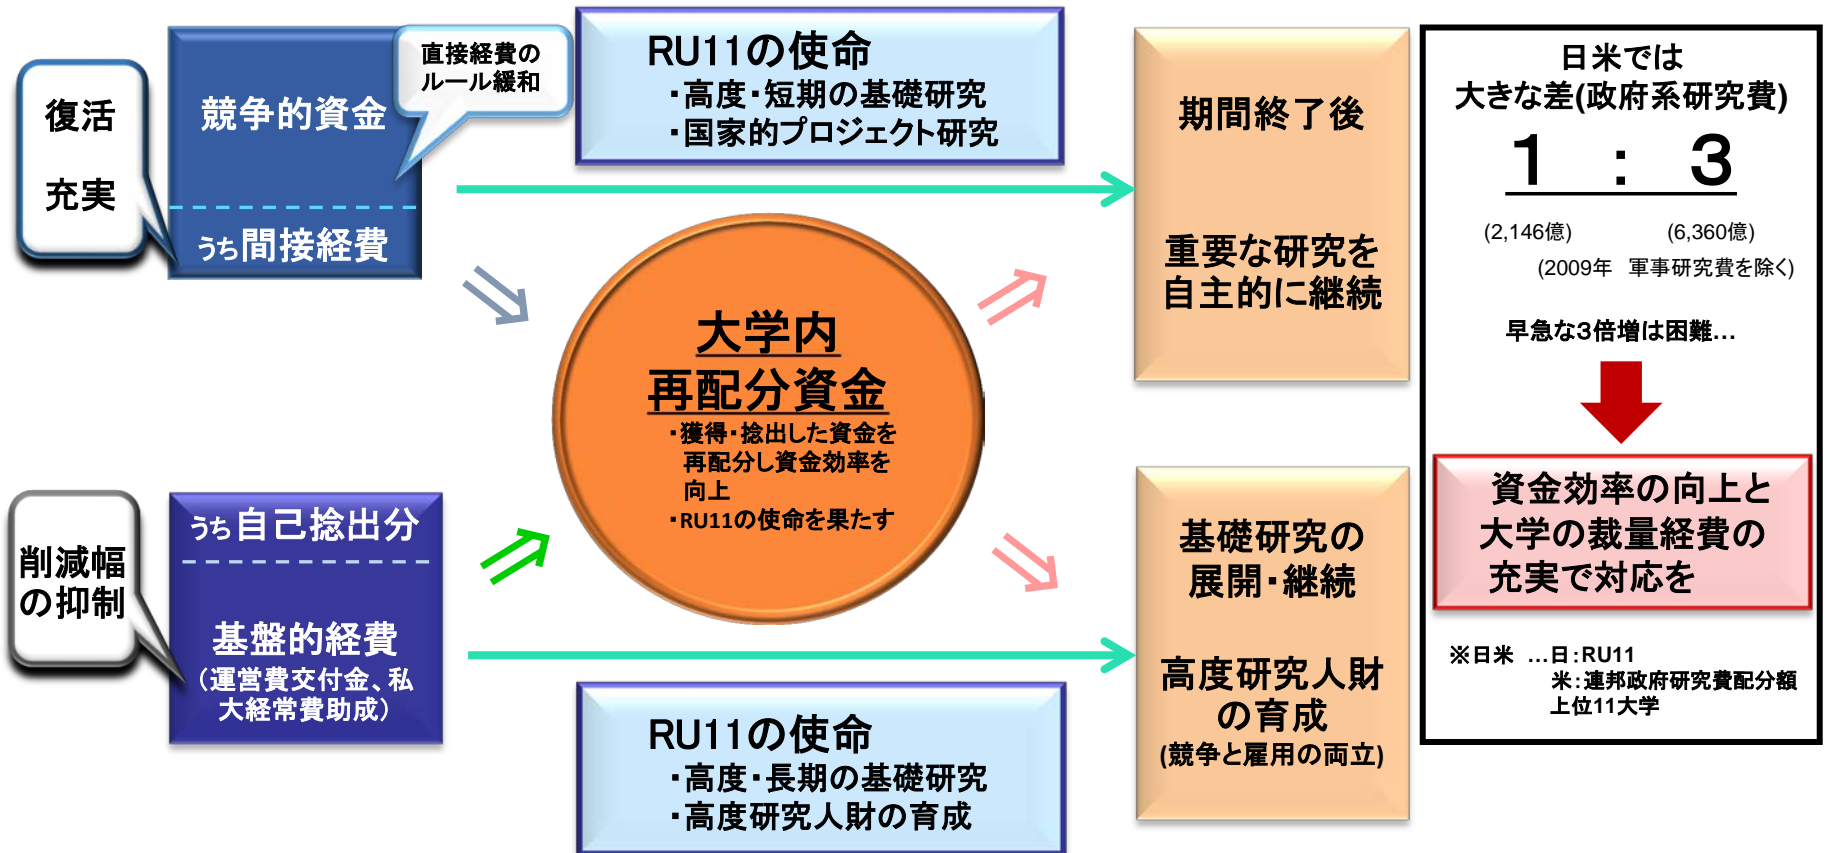 復活
充実
競争的資金
うち間接経費
直接経費の
ルール緩和
RU11の使命
・高度・短期の基礎研究
・国家的プロジェクト研究
期間終了後
重要な研究を
自主的に継続
大学内
再配分資金
・獲得・捻出した資金を
再配分し資金効率を
向上
・RU11の使命を果たす
削減幅
の抑制
うち自己捻出分
基盤的経費
（運営費交付金、私
大経常費助成）
RU11の使命
・高度・長期の基礎研究
・高度研究人財の育成
基礎研究の
展開・継続
高度研究人財
の育成
(競争と雇用の両立)
日米では
大きな差(政府系研究費)
1 : 3
(2,146億) (6,360億)
(2009年 軍事研究費を除く)
早急な3倍増は困難…
資金効率の向上と
大学の裁量経費の
充実で対応を
※日米 …日：RU11
米：連邦政府研究費配分額
上位11大学